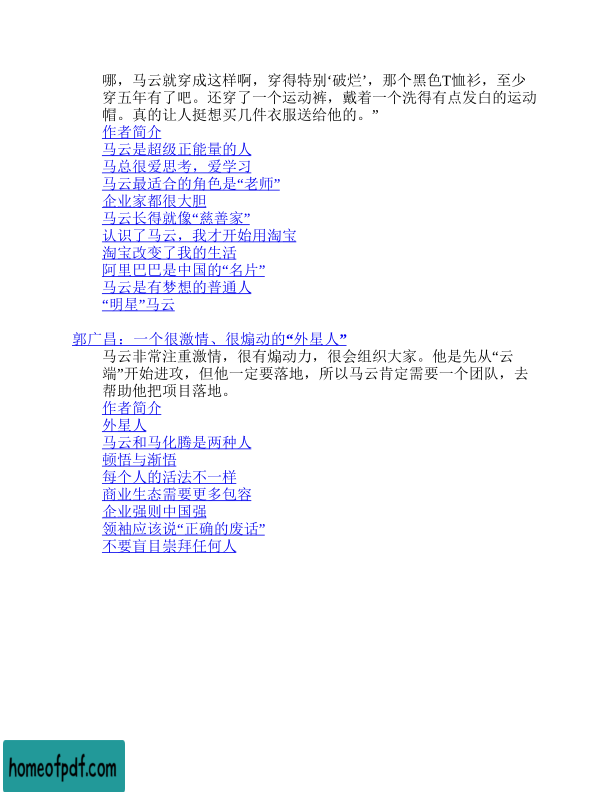 哪，马云就穿成这样啊，穿得特别‘破烂’，那个黑色T恤衫，至少
穿五年有了吧。还穿了一个运动裤，戴着一个洗得有点发白的运动
帽。真的让人挺想买几件衣服送给他的。”
作者简介
马云是超级正能量的人
马总很爱思考，爱学习
马云最适合的角色是“老师”
企业家都很大胆
马云长得就像“慈善家”
认识了马云，我才开始用淘宝
淘宝改变了我的生活
阿里巴巴是中国的“名片”
马云是有梦想的普通人
“明星”马云
郭广昌：一个很激情、很煽动的“外星人”
马云非常注重激情，很有煽动力，很会组织大家。他是先从“云
端”开始进攻，但他一定要落地，所以马云肯定需要一个团队，去
帮助他把项目落地。
作者简介
外星人
马云和马化腾是两种人
顿悟与渐悟
每个人的活法不一样
商业生态需要更多包容
企业强则中国强
领袖应该说“正确的废话”
不要盲目崇拜任何人
homeofpdf.com